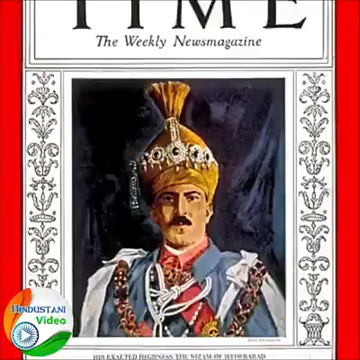 TIME
The Weekly Newsmagazine
HINDUSTANI
Video
HIS EXALTED HIGHNESS THE NIZAM OF HYDERABAD